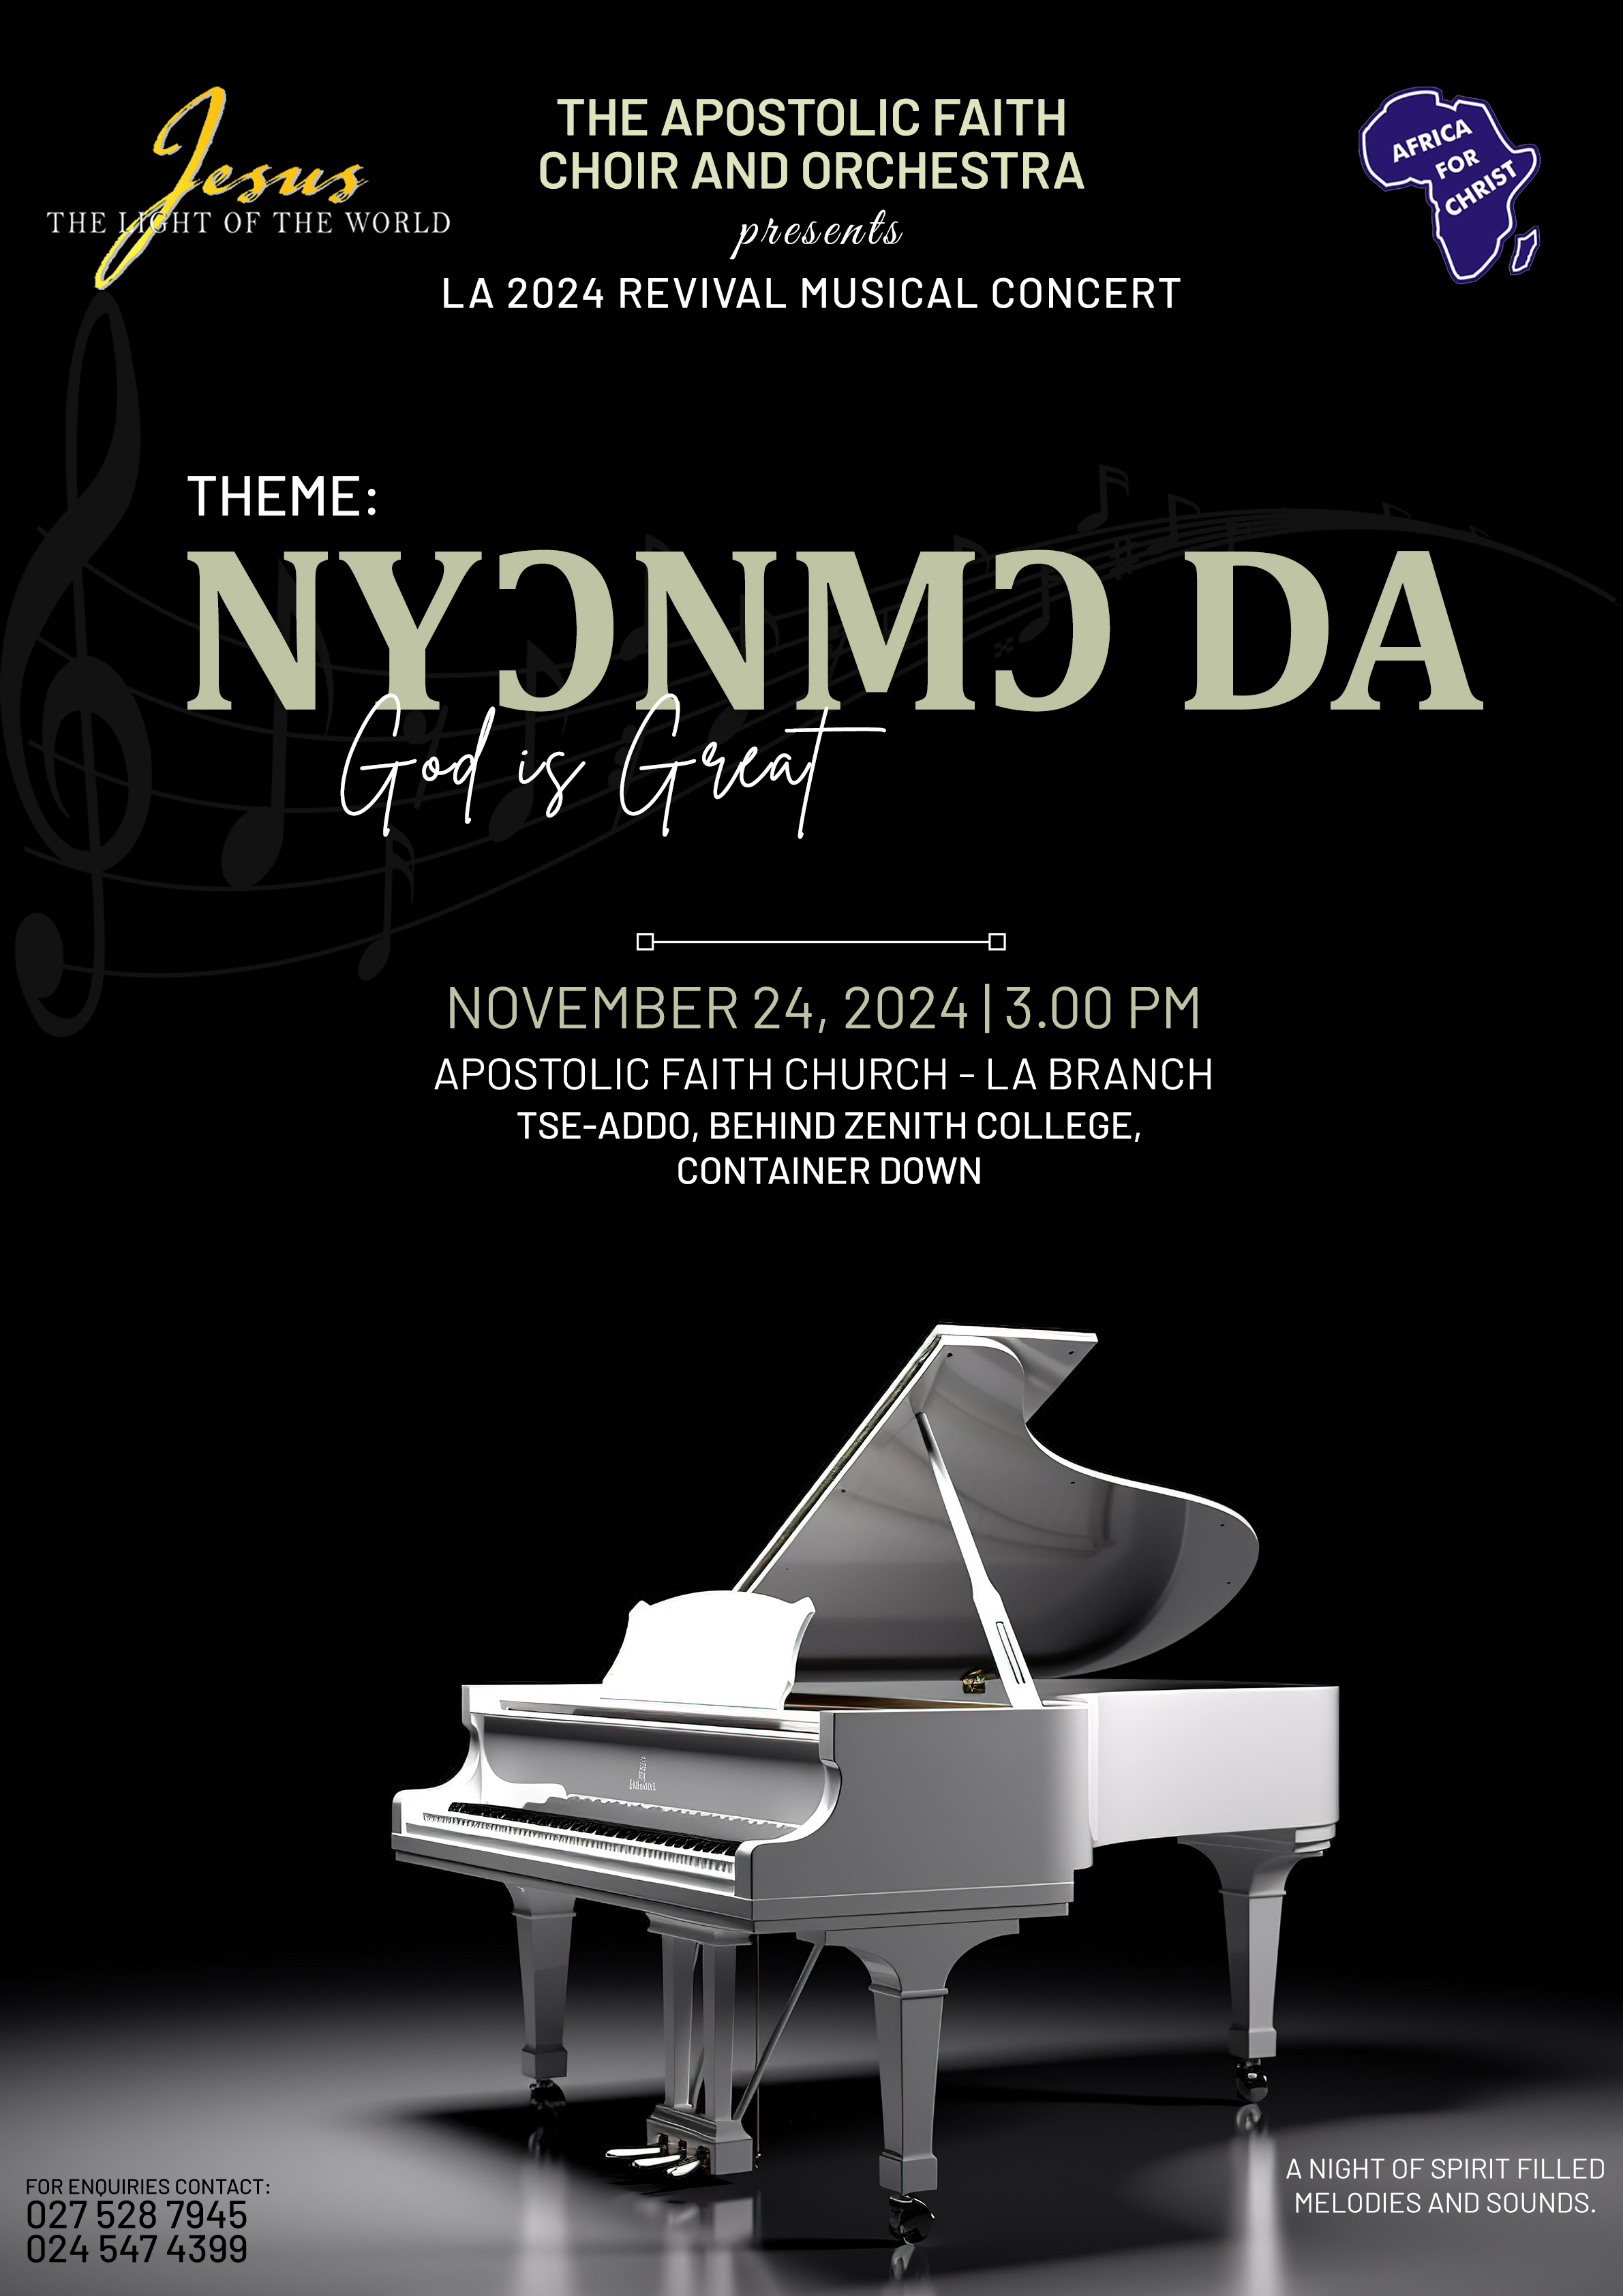 Jesus
THE LIGHT OF THE WORLD
THE APOSTOLIC FAITH
CHOIR AND ORCHESTRA
presents
LA 2024 REVIVAL MUSICAL CONCERT
AFRICA
FOR
CHRIST
THEME:
NYƆNMƆ DA
God is Great
NOVEMBER 24, 2024 | 3.00 PM
APOSTOLIC FAITH CHURCH - LA BRANCH
TSE-ADDO, BEHIND ZENITH COLLEGE,
CONTAINER DOWN
FOR ENQUIRIES CONTACT:
027 528 7945
024 547 4399
A NIGHT OF SPIRIT FILLED
MELODIES AND SOUNDS.